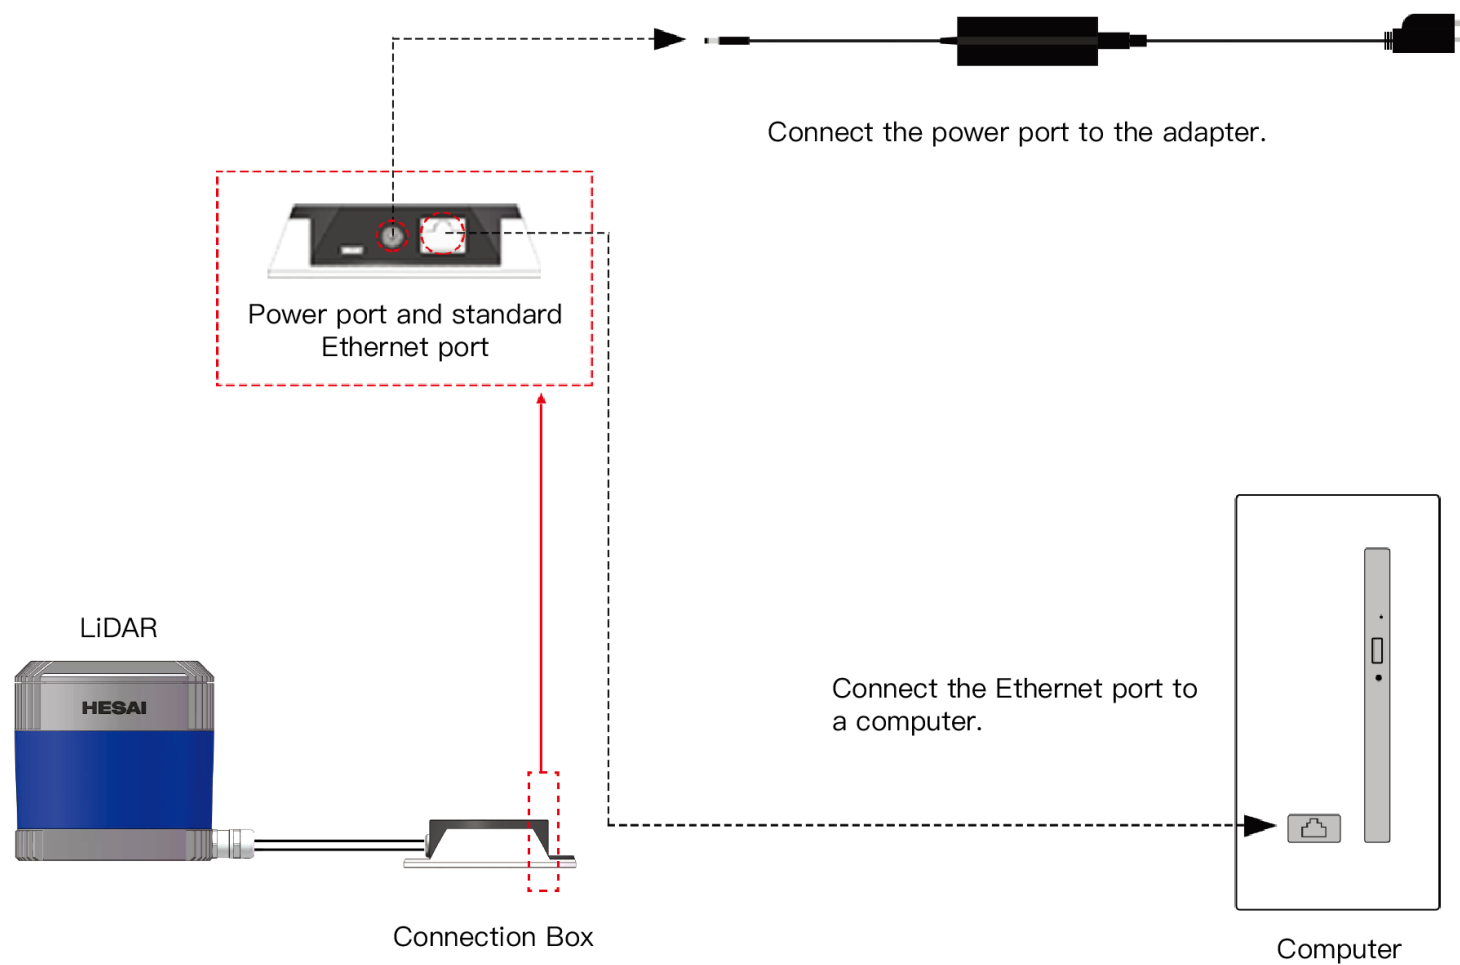 Connect the power port to the adapter.
Power port and standard
Ethernet port
LiDAR
HESAI
Connect the Ethernet port to
a computer.
Connection Box
Computer